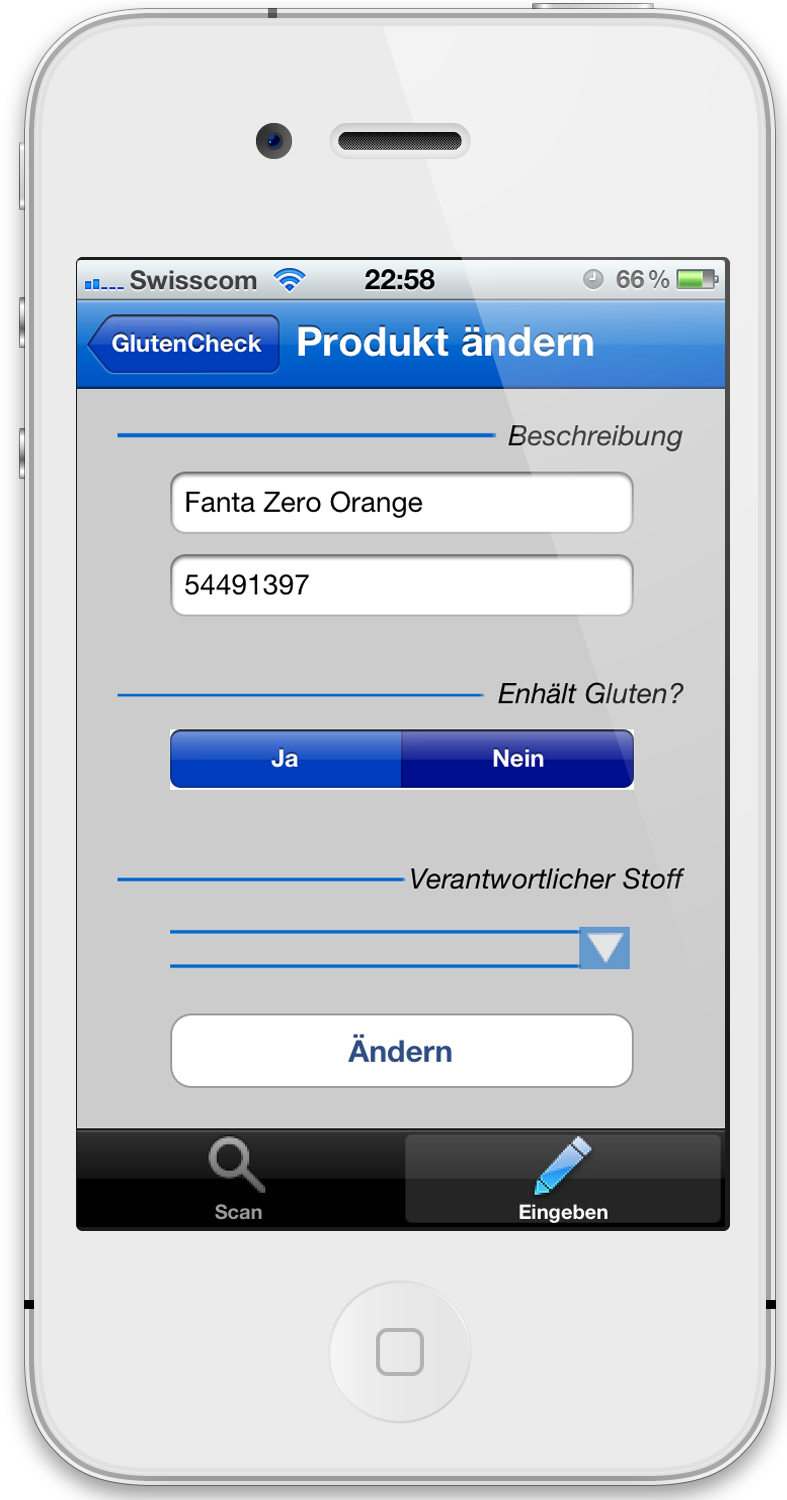 Swisscom 22:58 66 %
GlutenCheck Produkt ändern
Beschreibung
Fanta Zero Orange
54491397
Enhält Gluten?
Ja Nein
Verantwortlicher Stoff
Ändern
Scan Eingeben